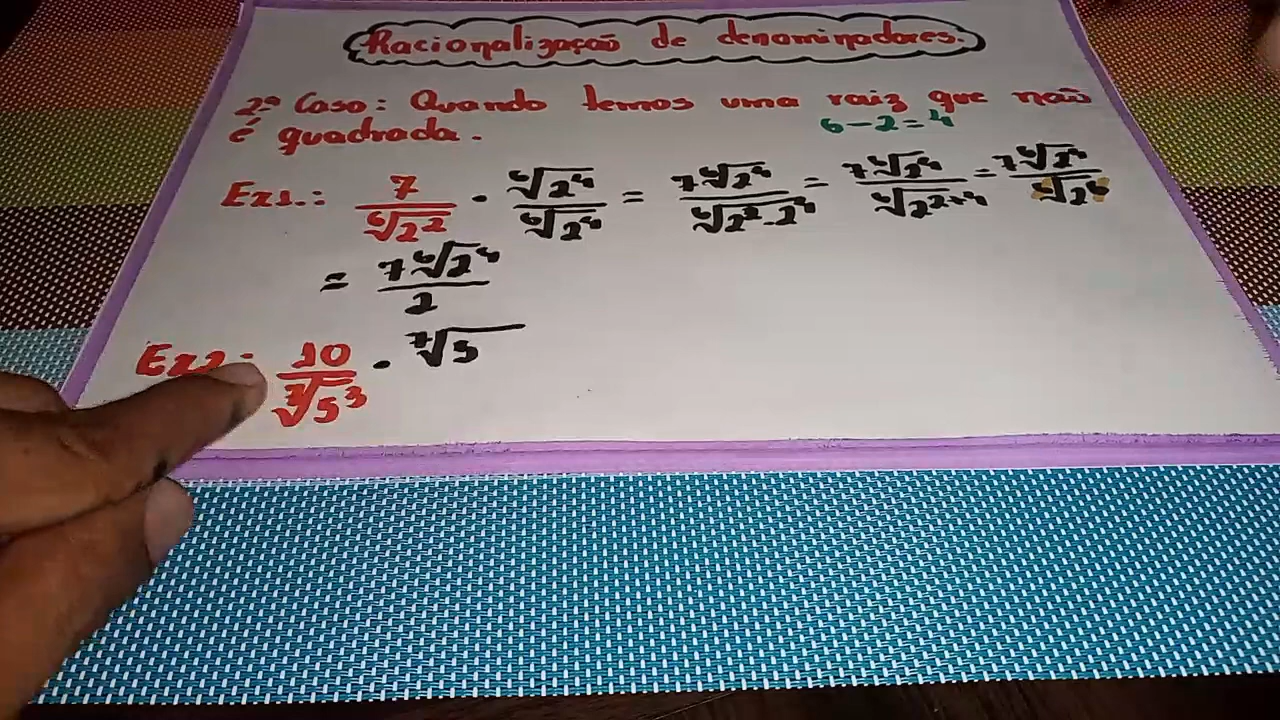 Racionalização de denominadores.
2º Caso: Quando temos uma raiz que não
é quadrada.
6-2=4
Ex1.: 7/⁶√2² · ⁶√2⁴/⁶√2⁴ = 7⁶√2⁴/⁶√2²·2⁴ = 7⁶√2⁴/⁶√2²⁺⁴ = 7⁶√2⁴/⁶√2⁶
= 7⁶√2⁴/2
Ex2: 10/⁷√5³ · ⁷√5